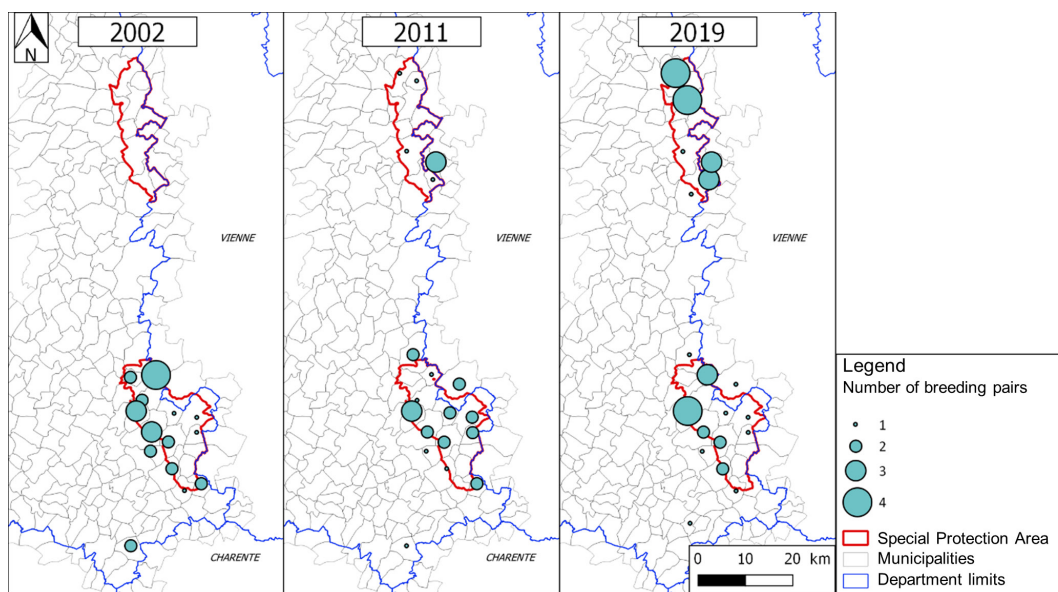 N
2002
2011
2019
VIENNE
VIENNE
VIENNE
CHARENTE
CHARENTE
0 10 20 km
Legend
Number of breeding pairs
1
2
3
4
Special Protection Area
Municipalities
Department limits